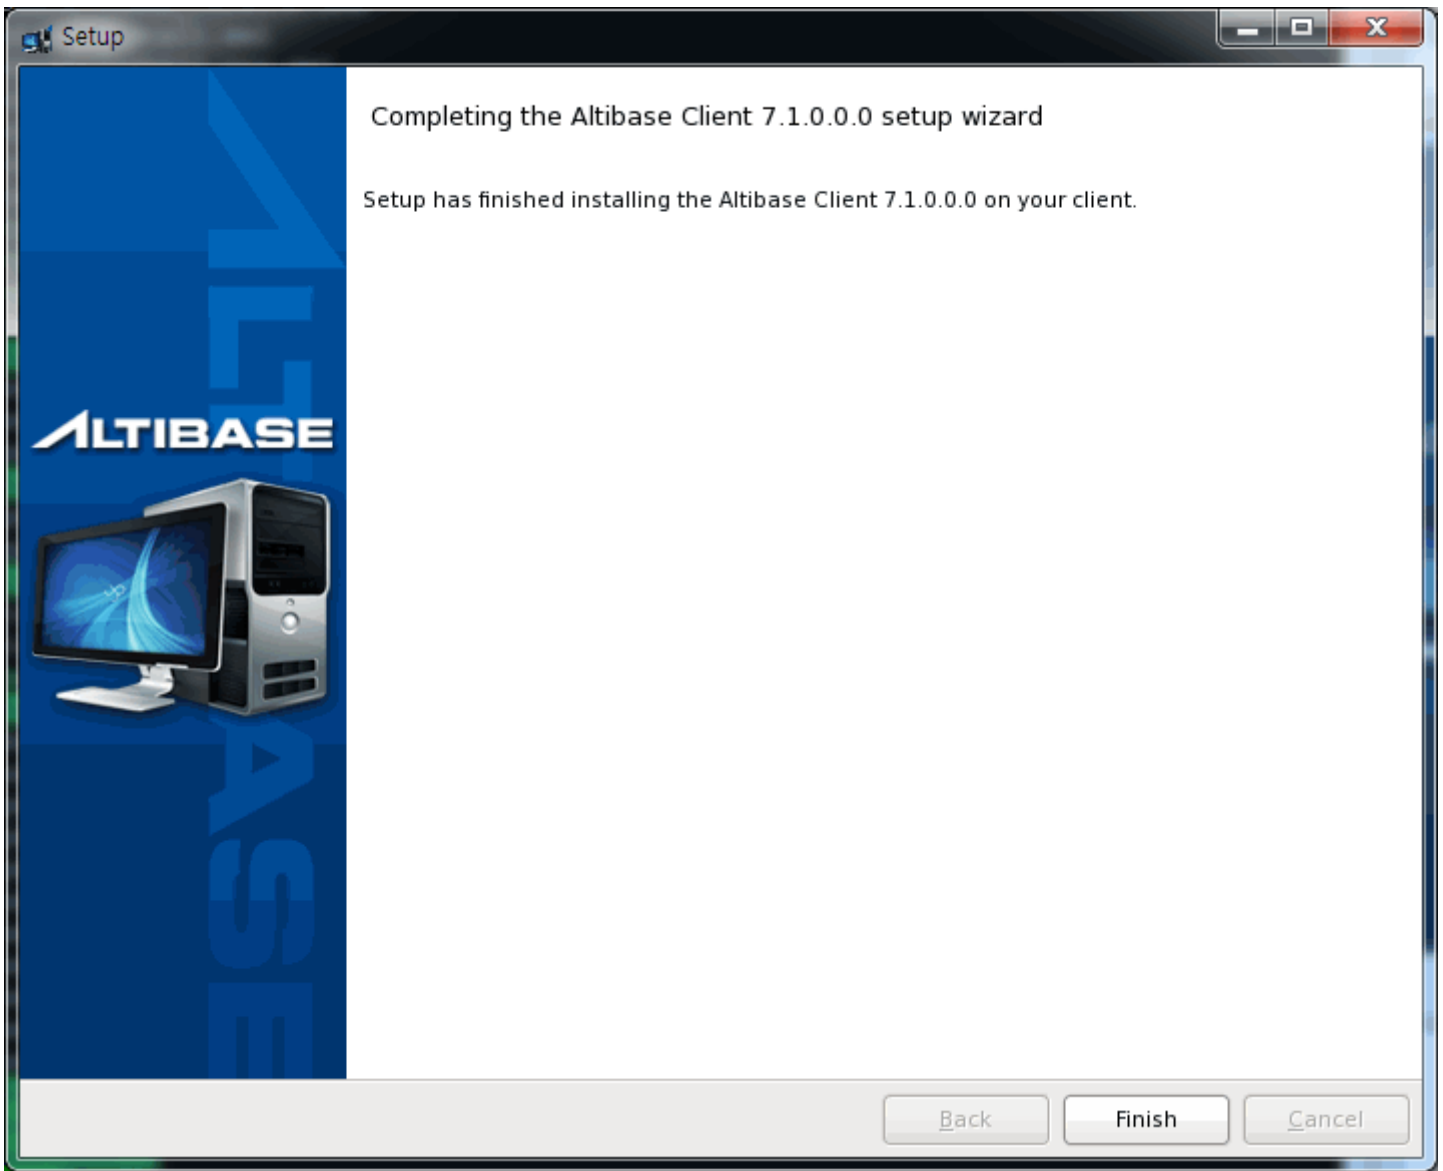 Setup
Completing the Altibase Client 7.1.0.0.0 setup wizard
Setup has finished installing the Altibase Client 7.1.0.0.0 on your client.
ALTIBASE
ALTIBASE
Back
Finish
Cancel